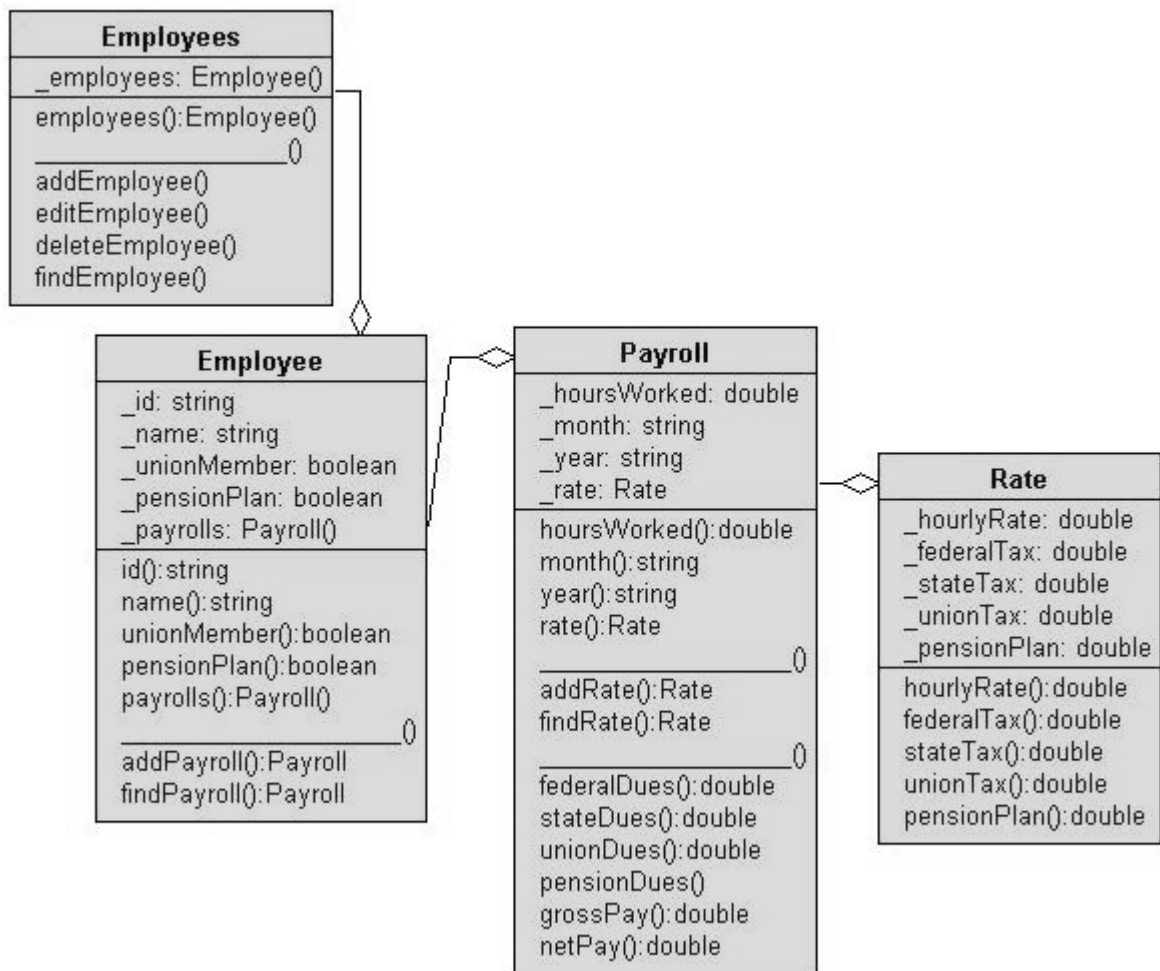 Employees
_employees: Employee()
employees():Employee()
____________________()
addEmployee()
editEmployee()
deleteEmployee()
findEmployee()
Employee
_id: string
_name: string
_unionMember: boolean
_pensionPlan: boolean
_payrolls: Payroll()
id():string
name():string
unionMember():boolean
pensionPlan():boolean
payrolls():Payroll()
______________________()
addPayroll():Payroll
findPayroll():Payroll
Payroll
_hoursWorked: double
_month: string
_year: string
_rate: Rate
hoursWorked():double
month():string
year():string
rate():Rate
____________________()
addRate():Rate
findRate():Rate
____________________()
federalDues():double
stateDues():double
unionDues():double
pensionDues()
grossPay():double
netPay():double
Rate
_hourlyRate: double
_federalTax: double
_stateTax: double
_unionTax: double
_pensionPlan: double
hourlyRate():double
federalTax():double
stateTax():double
unionTax():double
pensionPlan():double